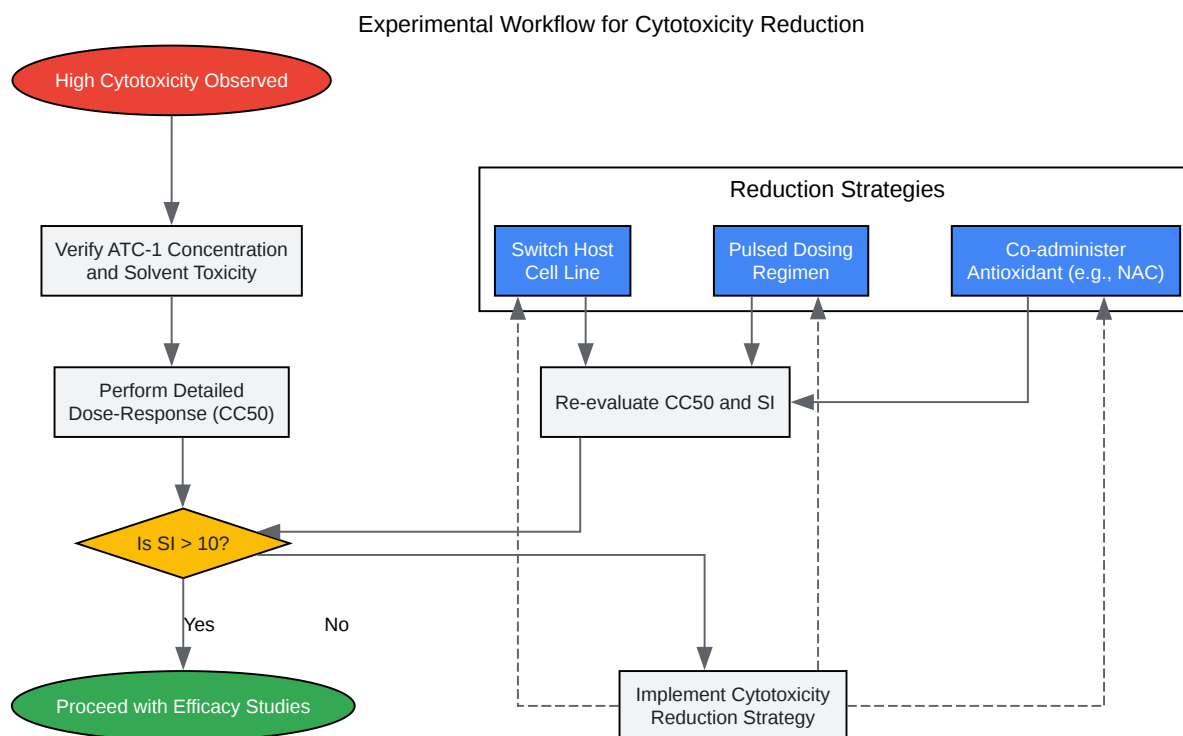 Experimental Workflow for Cytotoxicity Reduction
High Cytotoxicity Observed
Verify ATC-1 Concentration
and Solvent Toxicity
Perform Detailed
Dose-Response (CC50)
Is SI > 10?
Yes
No
Proceed with Efficacy Studies
Reduction Strategies
Switch Host
Cell Line
Pulsed Dosing
Regimen
Co-administer
Antioxidant (e.g., NAC)
Re-evaluate CC50 and SI
Implement Cytotoxicity
Reduction Strategy